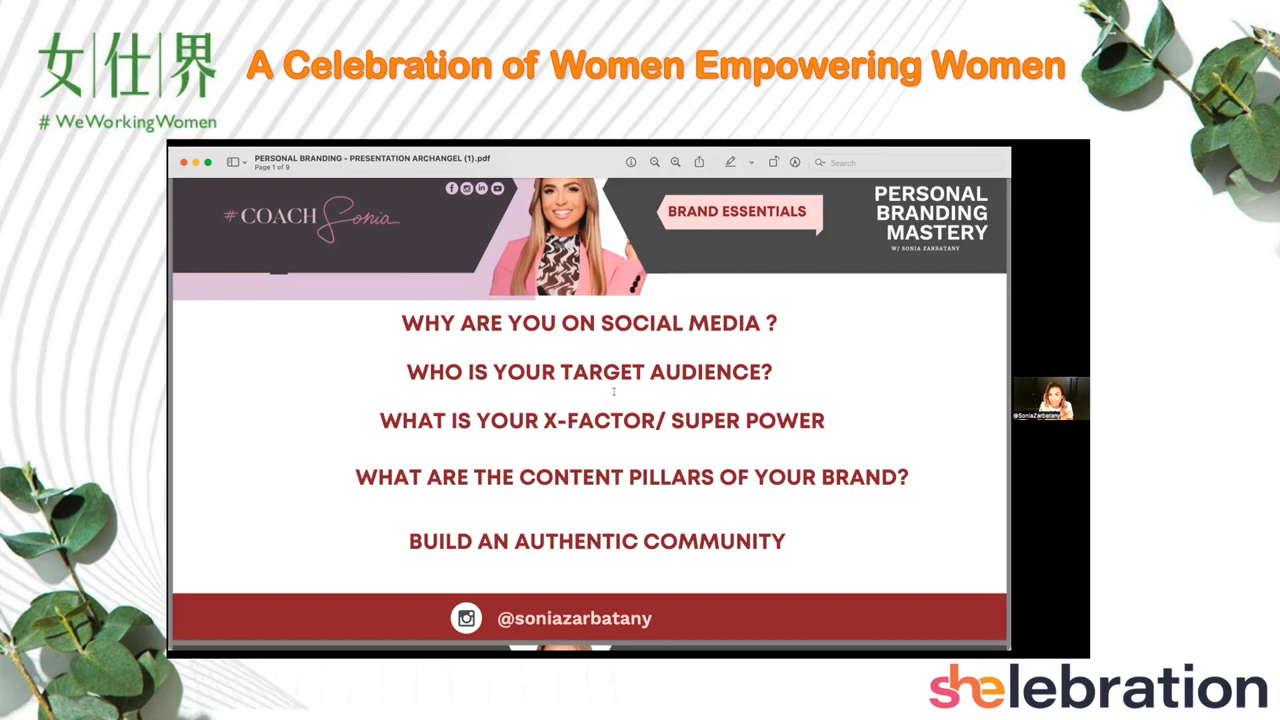 女|仕|界
# WeWorkingWomen
A Celebration of Women Empowering Women
PERSONAL BRANDING - PRESENTATION ARCHANGEL (1).pdf
Page 1 of 9
Search
#COACH Sonia
BRAND ESSENTIALS
PERSONAL
BRANDING
MASTERY
W/ SONIA ZARBATANY
WHY ARE YOU ON SOCIAL MEDIA ?
WHO IS YOUR TARGET AUDIENCE?
WHAT IS YOUR X-FACTOR/ SUPER POWER
WHAT ARE THE CONTENT PILLARS OF YOUR BRAND?
BUILD AN AUTHENTIC COMMUNITY
@soniazarbatany
@SoniaZarbatany
shelebration